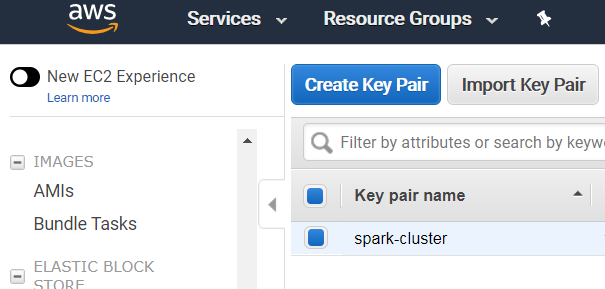 aws Services Resource Groups
New EC2 Experience
Learn more
Create Key Pair Import Key Pair
Filter by attributes or search by keyw
IMAGES
AMIs
Bundle Tasks
Key pair name
spark-cluster
ELASTIC BLOCK
STORE